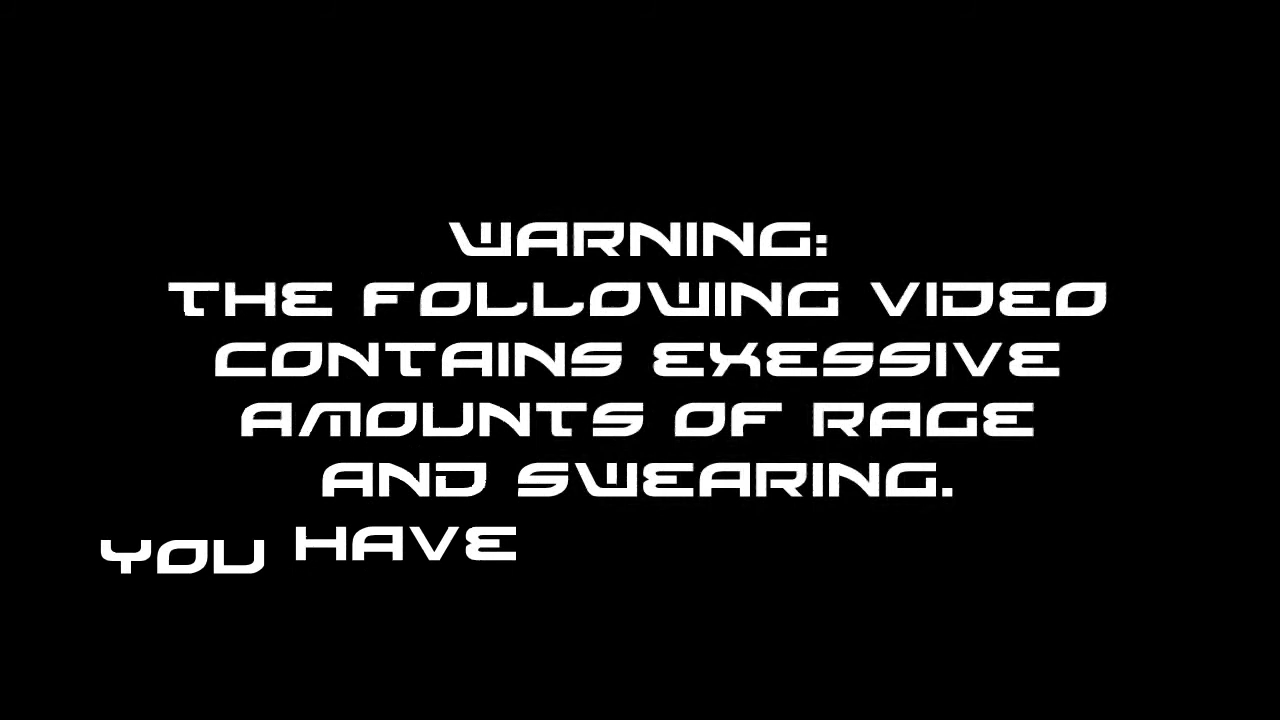 WARNING:
THE FOLLOWING VIDEO
CONTAINS EXESSIVE
AMOUNTS OF RAGE
AND SWEARING.
YOU HAVE